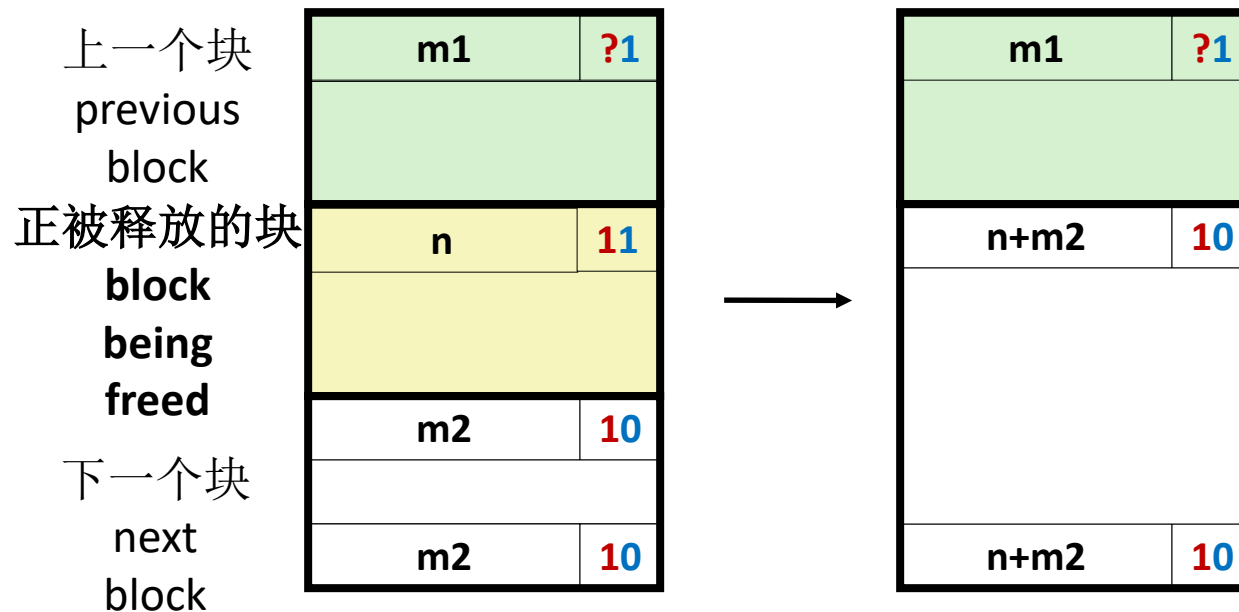 上一个块
previous
block
正被释放的块
block
being
freed
下一个块
next
block
m1 ?1
n 11
m2 10
m2 10
m1 ?1
n+m2 10
n+m2 10